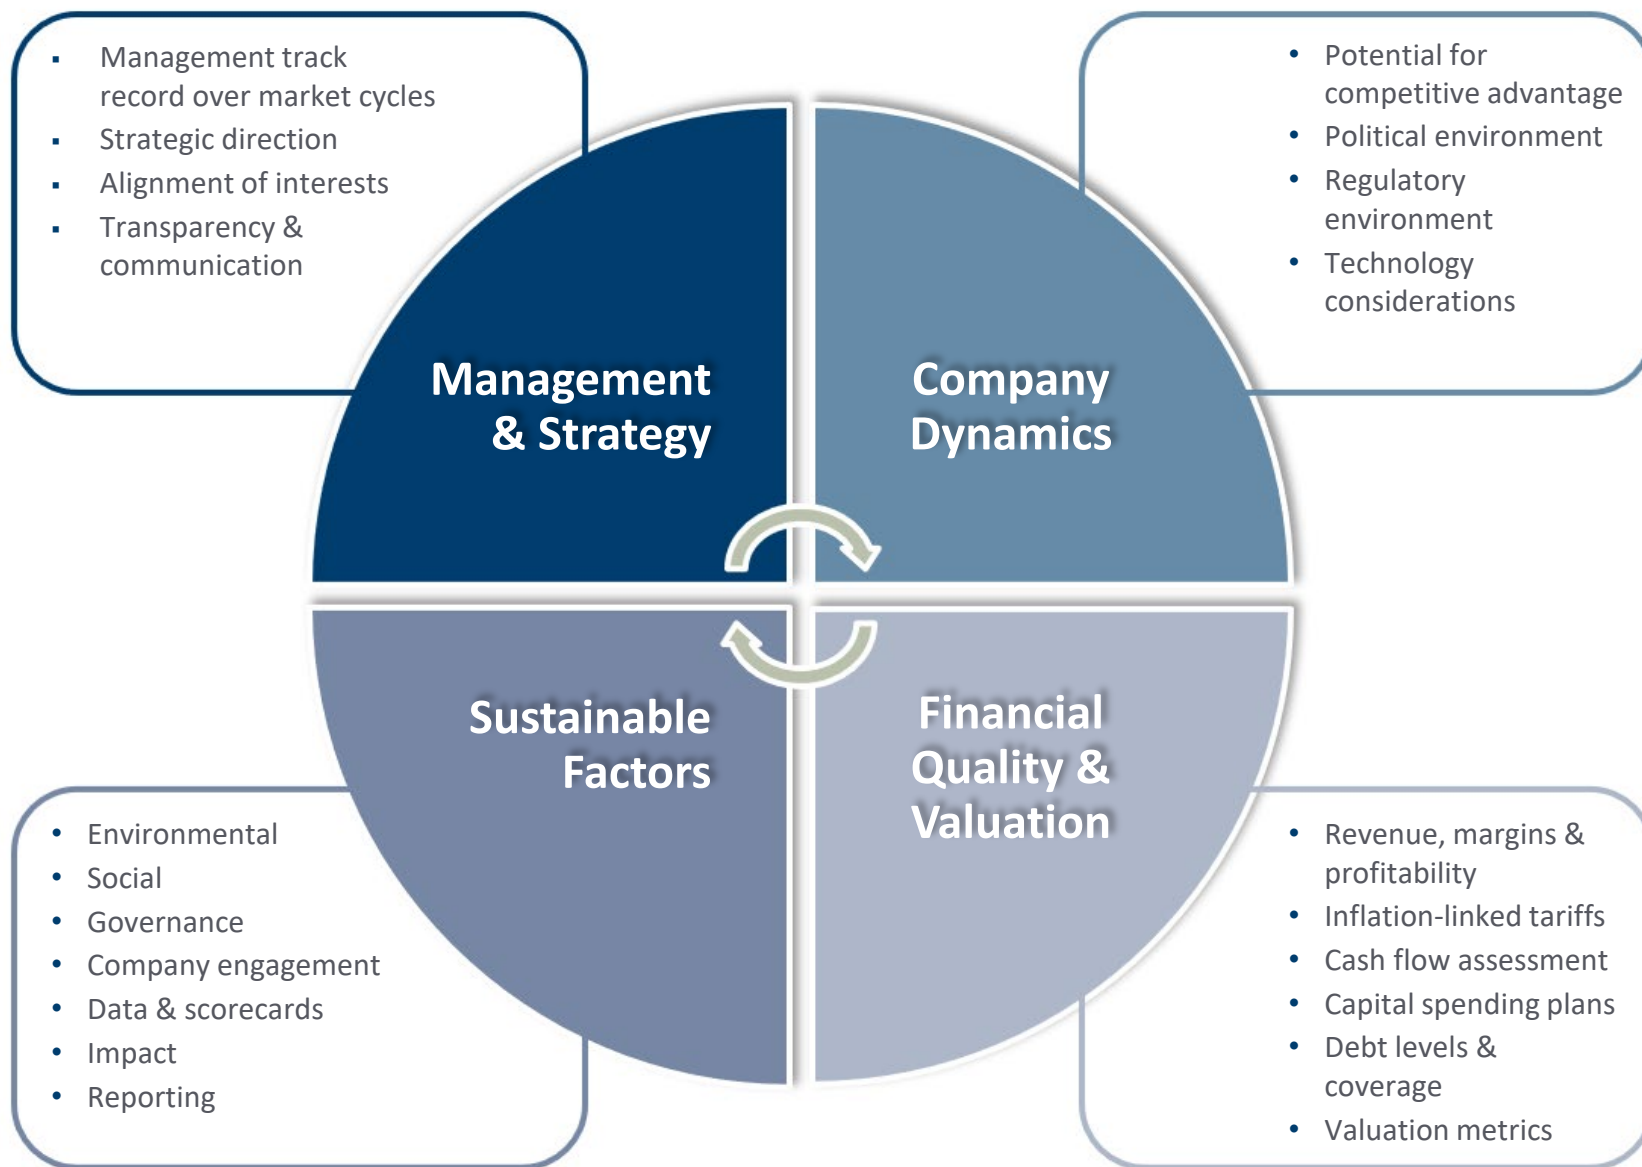 ▪ Management track
record over market cycles
▪ Strategic direction
▪ Alignment of interests
▪ Transparency &
communication
• Potential for
competitive advantage
• Political environment
• Regulatory
environment
• Technology
considerations
Management
& Strategy
Company
Dynamics
Sustainable
Factors
Financial
Quality &
Valuation
• Environmental
• Social
• Governance
• Company engagement
• Data & scorecards
• Impact
• Reporting
• Revenue, margins &
profitability
• Inflation-linked tariffs
• Cash flow assessment
• Capital spending plans
• Debt levels &
coverage
• Valuation metrics